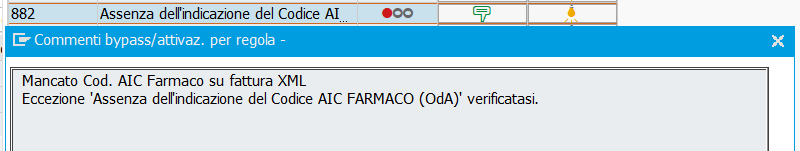 882 Assenza dell'indicazione del Codice AI...
Commenti bypass/attivaz. per regola -
Mancato Cod. AIC Farmaco su fattura XML
Eccezione 'Assenza dell'indicazione del Codice AIC FARMACO (OdA)' verificatasi.